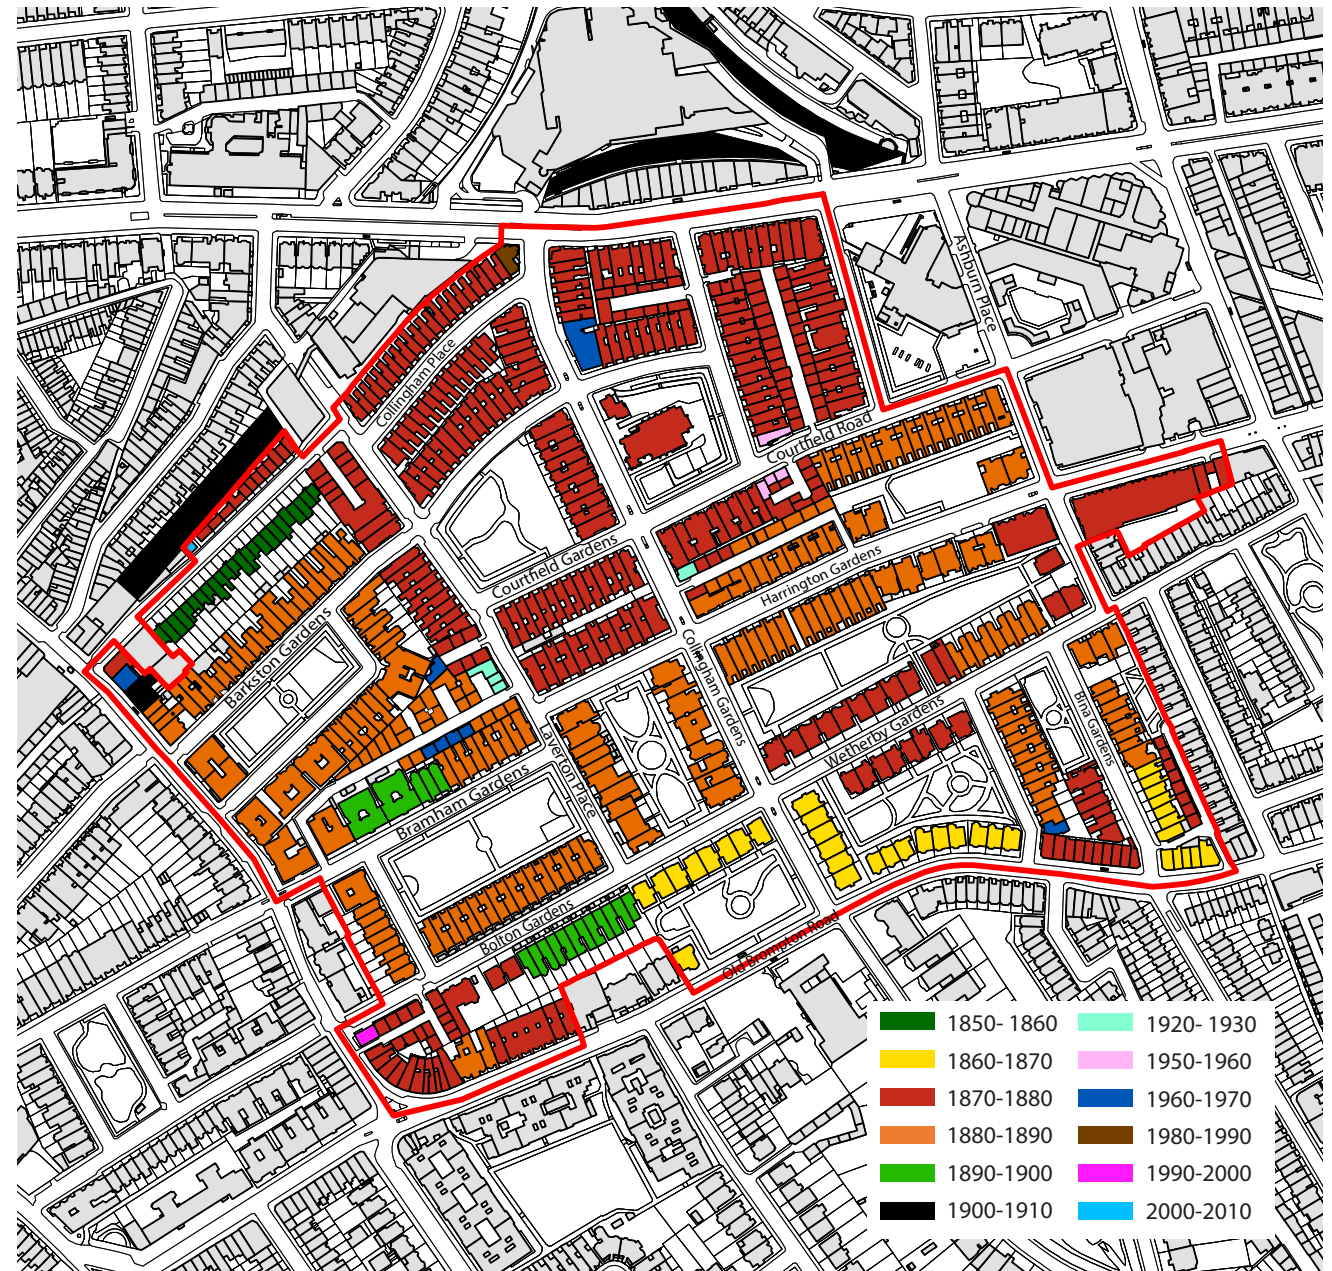 Ashburn Place
Collingham Place
Courtfield Road
Courtfield Gardens
Harrington Gardens
Barkston Gardens
Collingham Gardens
Bina Gardens
Wetherby Gardens
Laverton Place
Bramham Gardens
Bolton Gardens
Old Brompton Road
1850- 1860
1860-1870
1870-1880
1880-1890
1890-1900
1900-1910
1920- 1930
1950-1960
1960-1970
1980-1990
1990-2000
2000-2010